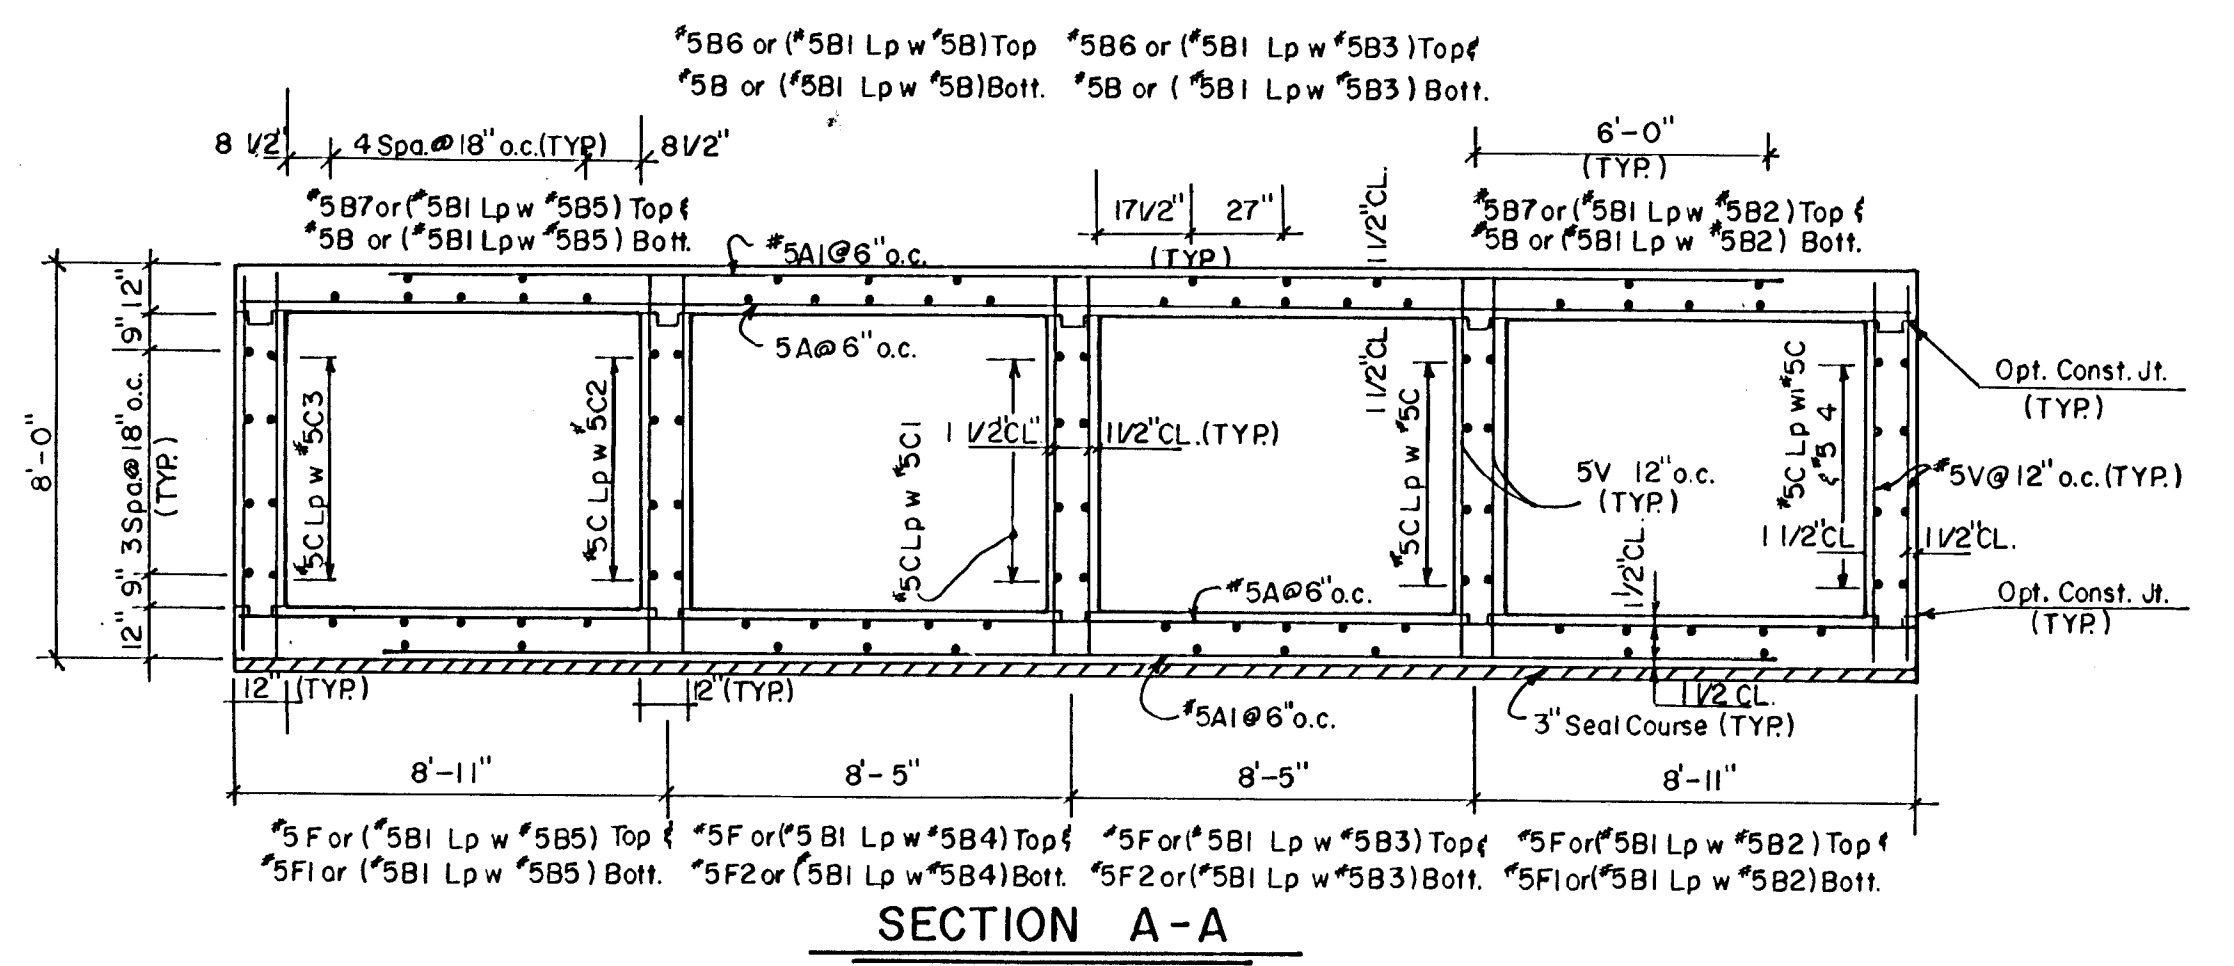 #5B6 or (#5B1 Lp w #5B) Top #5B6 or (#5B1 Lp w #5B3) Top &
#5B or (#5B1 Lp w #5B) Bott. #5B or (#5B1 Lp w #5B3) Bott.
8 1/2"
4 Spa. @ 18" o.c. (TYP.)
8 1/2"
6'-0"
(TYP.)
#5B7 or (#5B1 Lp w #5B5) Top &
#5B or (#5B1 Lp w #5B5) Bott.
17 1/2"
27"
(TYP.)
1 1/2" CL.
#5B7 or (#5B1 Lp w #5B2) Top &
#5B or (#5B1 Lp w #5B2) Bott.
#5A1 @ 6" o.c.
5A @ 6" o.c.
8'-0"
12"
9"
3 Spa. @ 18" o.c.
(TYP.)
9"
12"
#5C Lp w #5C3
#5C Lp w #5C2
#5C Lp w #5C1
1 1/2" CL.
1 1/2" CL. (TYP.)
1 1/2" CL
#5C Lp w #5C
5V 12" o.c.
(TYP.)
#5C Lp w #5C
& #5 4
Opt. Const. Jt.
(TYP.)
#5V @ 12" o.c. (TYP.)
1 1/2" CL
1 1/2" CL.
1 1/2" CL.
#5A @ 6" o.c.
Opt. Const. Jt.
(TYP.)
12" (TYP.)
12" (TYP.)
#5A1 @ 6" o.c.
1 1/2 CL.
3" Seal Course (TYP.)
8'-11"
8'-5"
8'-5"
8'-11"
#5F or (#5B1 Lp w #5B5) Top & #5F or (#5B1 Lp w #5B4) Top & #5F or (#5B1 Lp w #5B3) Top & #5F or (#5B1 Lp w #5B2) Top &
#5F1 or (#5B1 Lp w #5B5) Bott. #5F2 or (#5B1 Lp w #5B4) Bott. #5F2 or (#5B1 Lp w #5B3) Bott. #5F1 or (#5B1 Lp w #5B2) Bott.
SECTION A-A